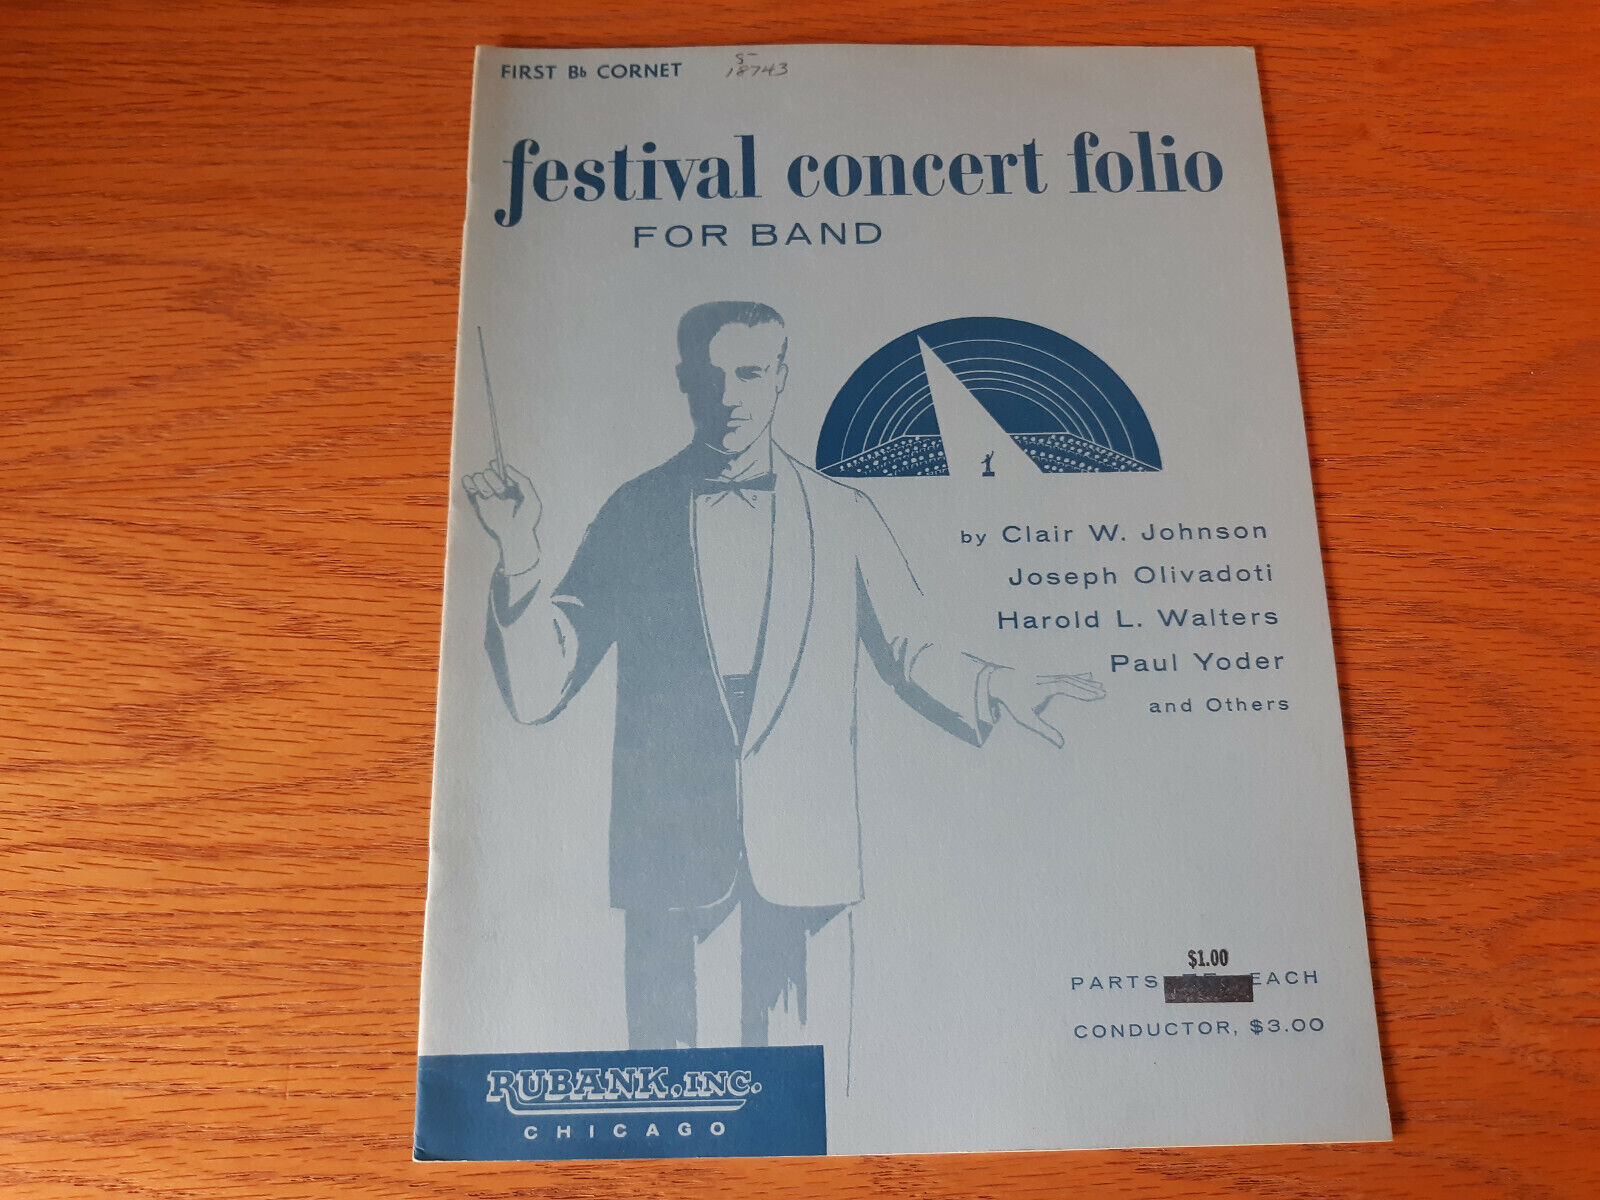 FIRST Bb CORNET
5-
18743
festival concert folio
FOR BAND
by Clair W. Johnson
Joseph Olivadoti
Harold L. Walters
Paul Yoder
and Others
$1.00
PARTS EACH
CONDUCTOR, $3.00
RUBANK, INC.
CHICAGO